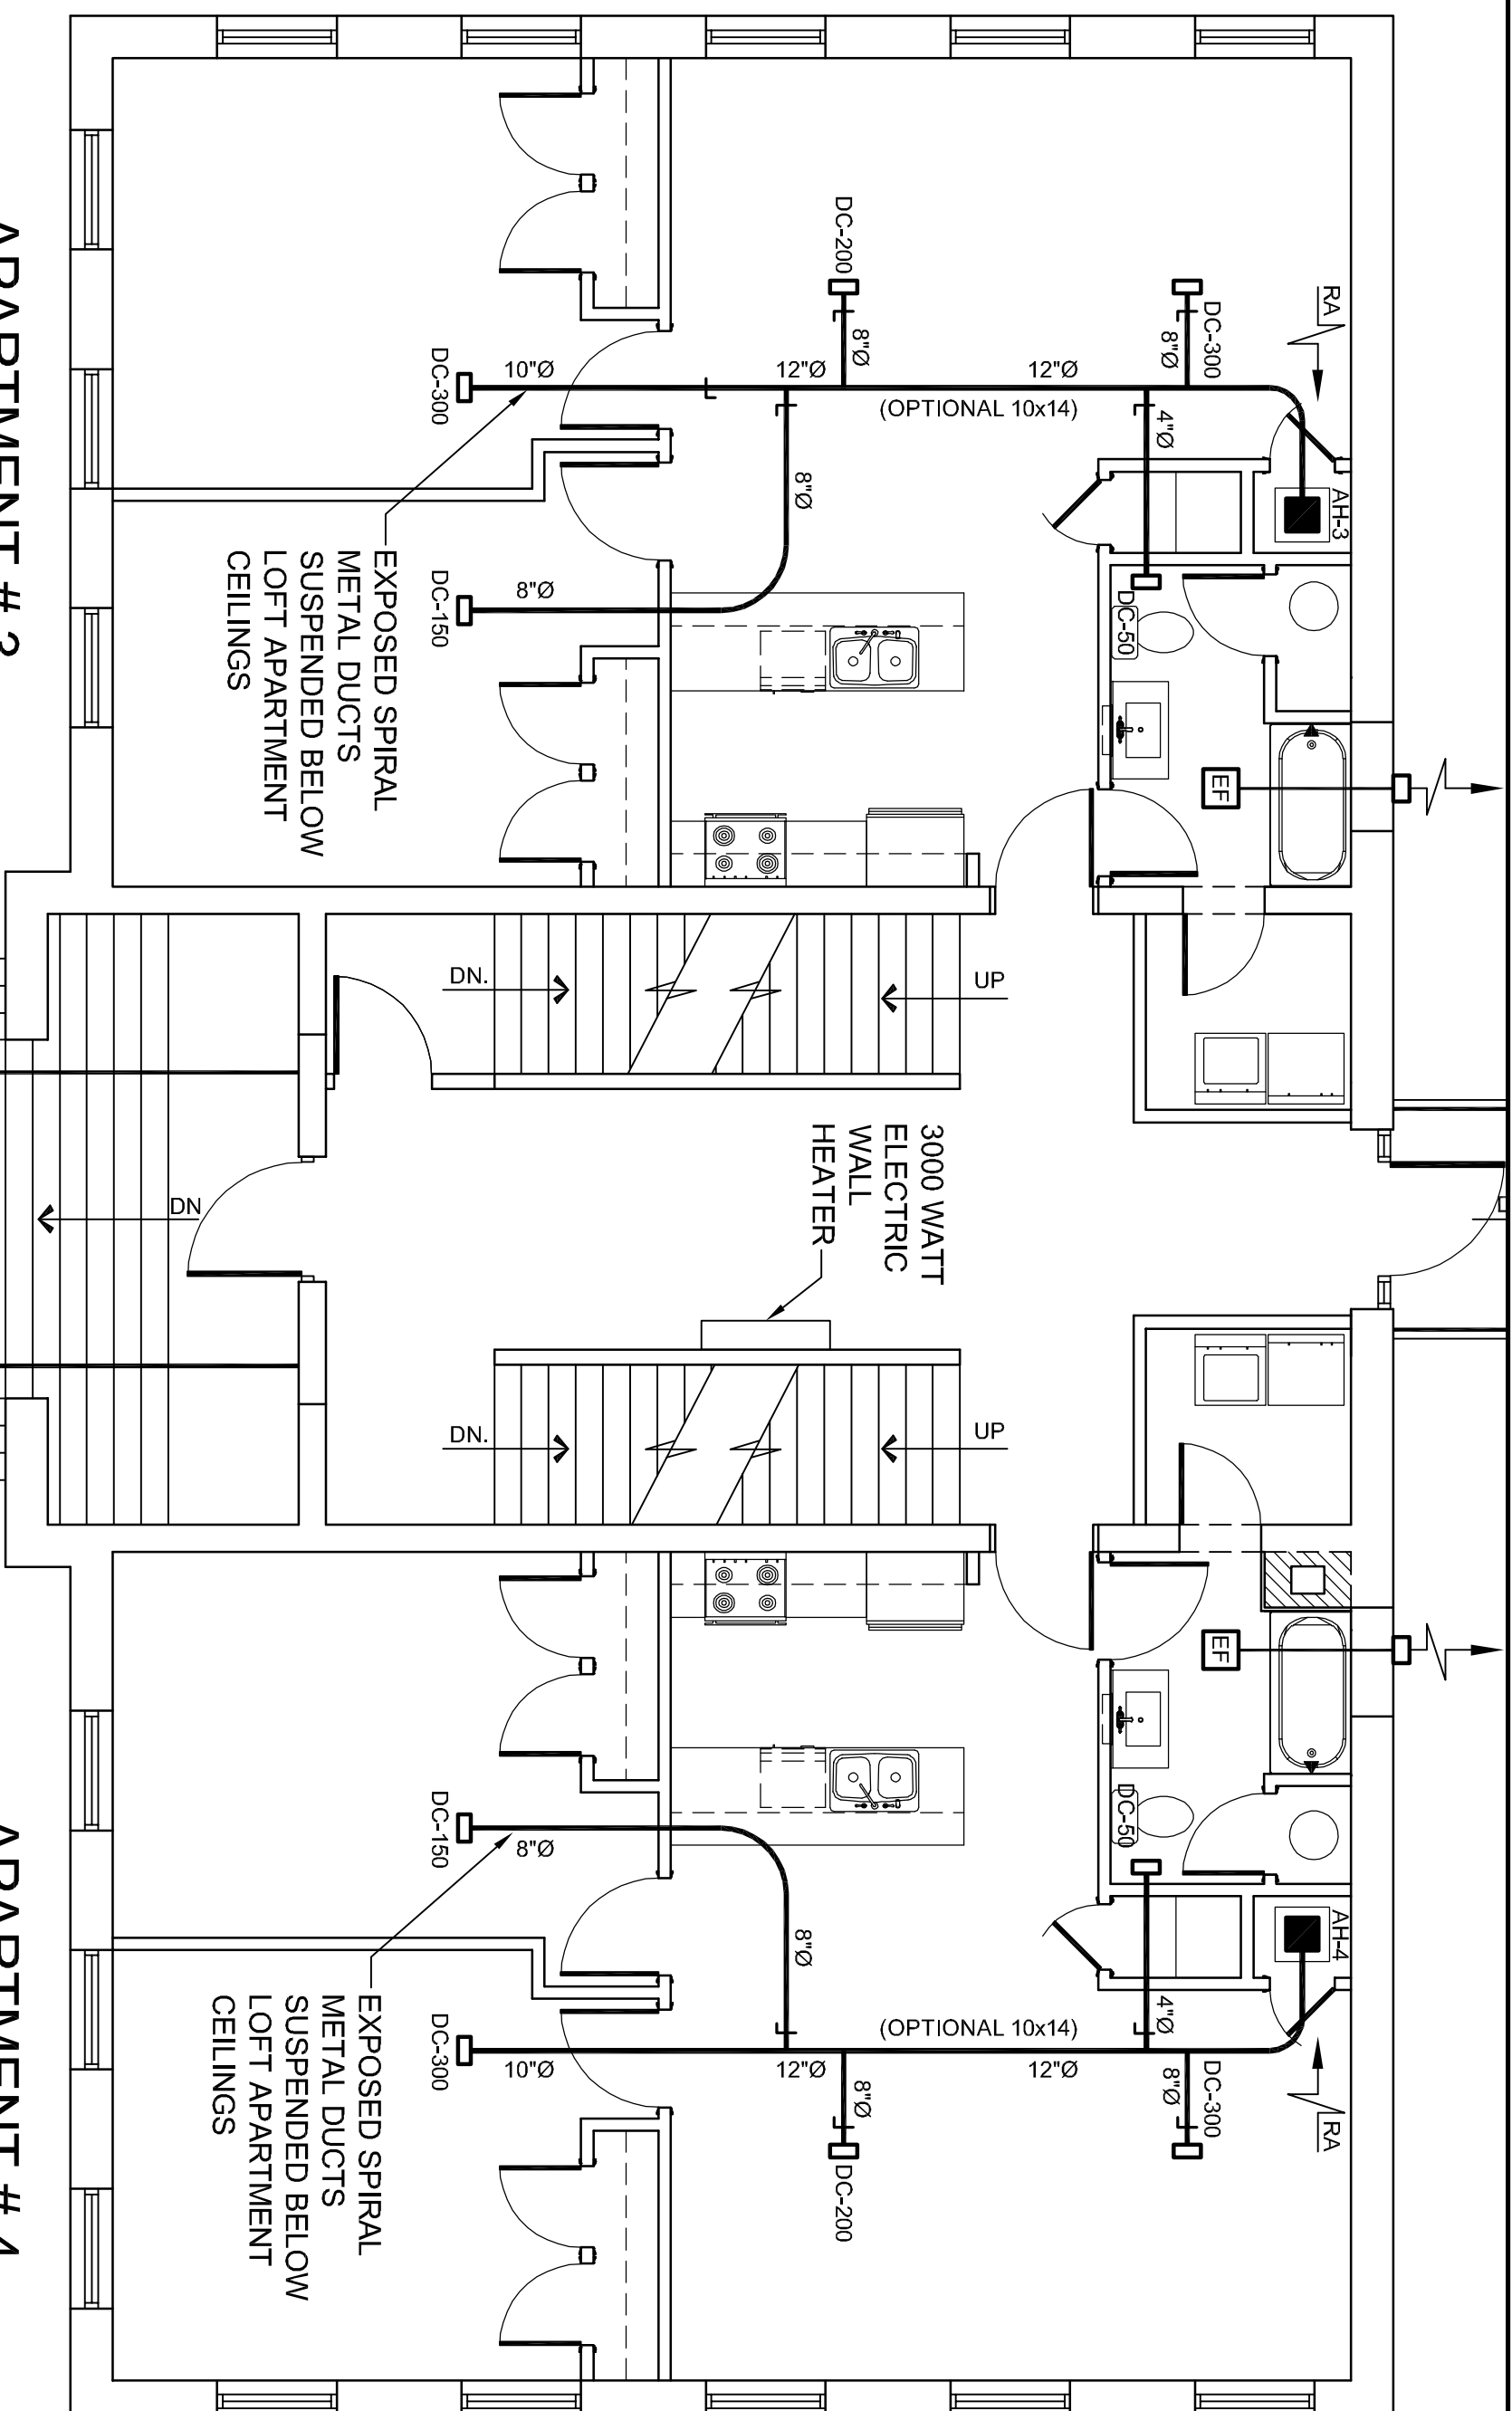 RA
DC-300
8"Ø
DC-200
8"Ø
AH-3
4"Ø
DC-50
12"Ø
(OPTIONAL 10x14)
12"Ø
8"Ø
10"Ø
DC-300
8"Ø
DC-150
EXPOSED SPIRAL
METAL DUCTS
SUSPENDED BELOW
LOFT APARTMENT
CEILINGS
EF
APARTMENT # 3
UP
DN.
3000 WATT
ELECTRIC
WALL
HEATER
DN
UP
DN.
EF
DC-50
AH-4
4"Ø
RA
DC-300
8"Ø
(OPTIONAL 10x14)
12"Ø
12"Ø
8"Ø
DC-200
8"Ø
8"Ø
DC-150
10"Ø
DC-300
EXPOSED SPIRAL
METAL DUCTS
SUSPENDED BELOW
LOFT APARTMENT
CEILINGS
APARTMENT # 4